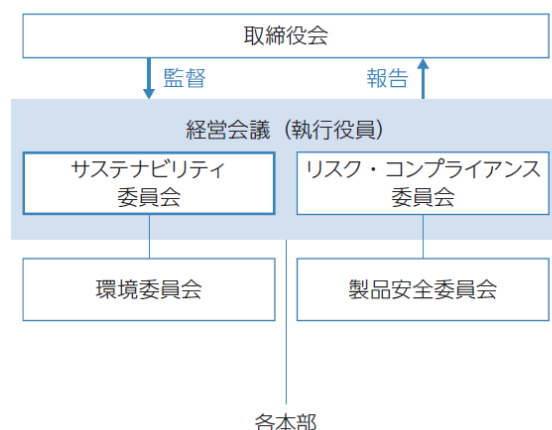 取締役会
監督
報告
経営会議（執行役員）
サステナビリティ
委員会
リスク・コンプライアンス
委員会
環境委員会
製品安全委員会
各本部